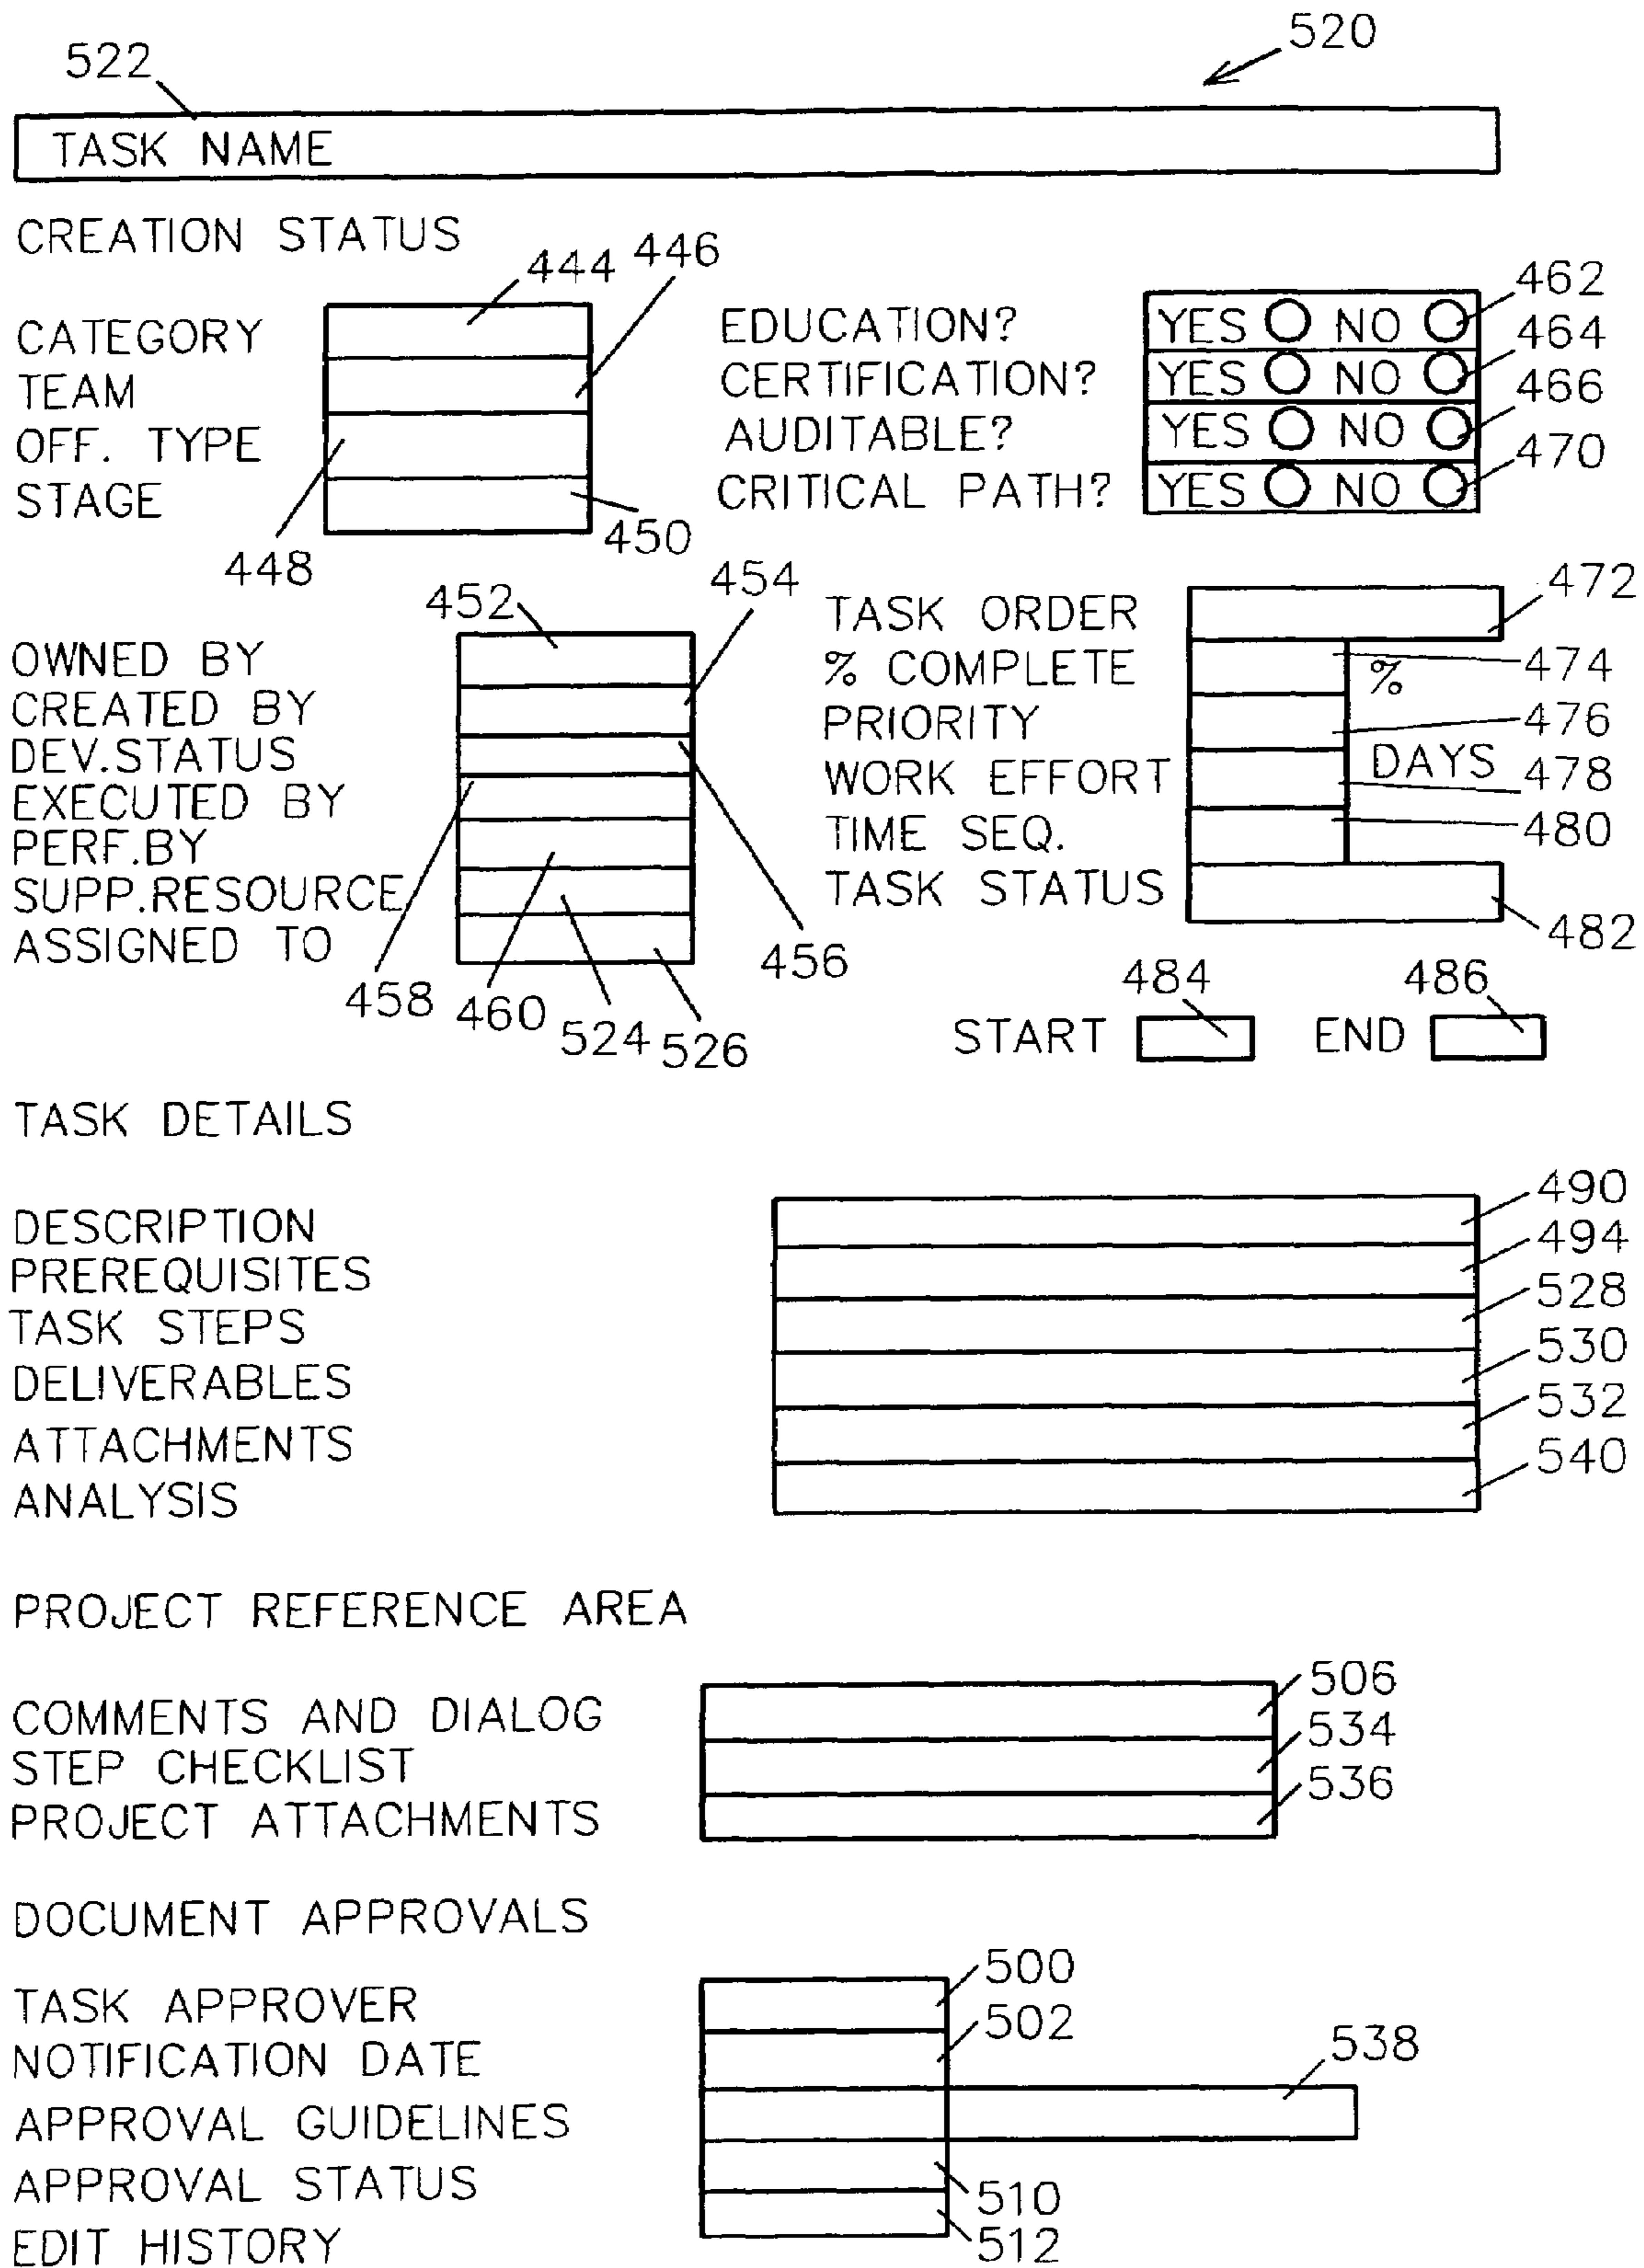 520
522
TASK NAME
CREATION STATUS
444 446
CATEGORY
TEAM
OFF. TYPE
STAGE
448
450
EDUCATION? YES NO 462
CERTIFICATION? YES NO 464
AUDITABLE? YES NO 466
CRITICAL PATH? YES NO 470
452 454
OWNED BY
CREATED BY
DEV.STATUS
EXECUTED BY
PERF.BY
SUPP.RESOURCE
ASSIGNED TO
456
458 460 524 526
TASK ORDER 472
% COMPLETE % 474
PRIORITY 476
WORK EFFORT DAYS 478
TIME SEQ. 480
TASK STATUS 482
484 486
START END
TASK DETAILS
DESCRIPTION 490
PREREQUISITES 494
TASK STEPS 528
DELIVERABLES 530
ATTACHMENTS 532
ANALYSIS 540
PROJECT REFERENCE AREA
COMMENTS AND DIALOG 506
STEP CHECKLIST 534
PROJECT ATTACHMENTS 536
DOCUMENT APPROVALS
TASK APPROVER 500
NOTIFICATION DATE 502
APPROVAL GUIDELINES 538
APPROVAL STATUS 510
EDIT HISTORY 512